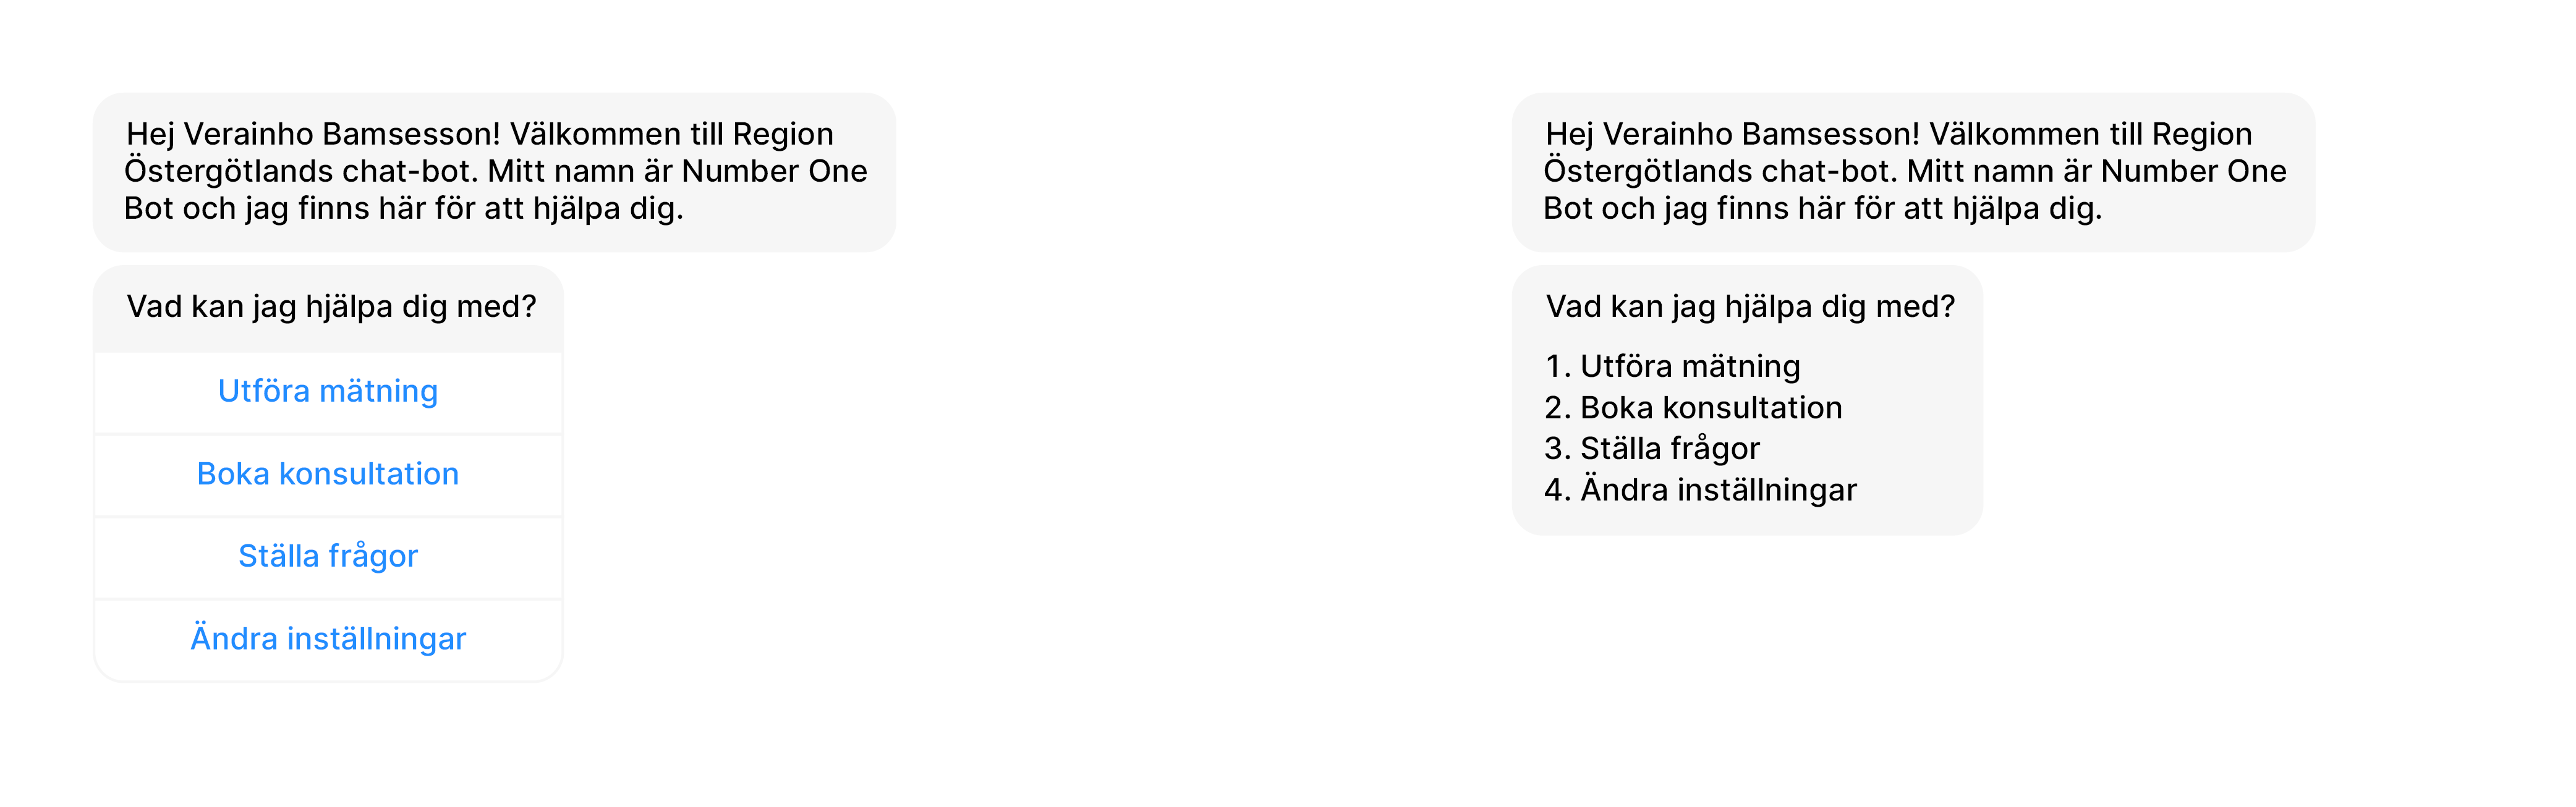 Hej Verainho Bamsesson! Välkommen till Region
Östergötlands chat-bot. Mitt namn är Number One
Bot och jag finns här för att hjälpa dig.
Vad kan jag hjälpa dig med?
Utföra mätning
Boka konsultation
Ställa frågor
Ändra inställningar
Hej Verainho Bamsesson! Välkommen till Region
Östergötlands chat-bot. Mitt namn är Number One
Bot och jag finns här för att hjälpa dig.
Vad kan jag hjälpa dig med?
1. Utföra mätning
2. Boka konsultation
3. Ställa frågor
4. Ändra inställningar